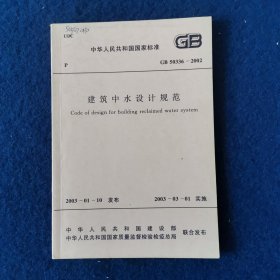 UDC
中华人民共和国国家标准
GB
P
GB 50336-2002
建筑中水设计规范
Code of design for building reclaimed water system
2003-01-10 发布
2003-03-01 实施
中华人民共和国建设部
中华人民共和国国家质量监督检验检疫总局
联合发布